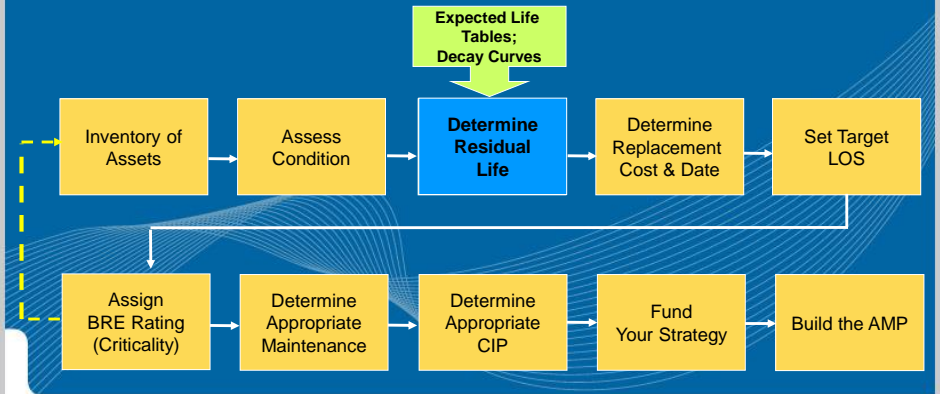 Expected Life
Tables;
Decay Curves
Inventory of
Assets
Assess
Condition
Determine
Residual
Life
Determine
Replacement
Cost & Date
Set Target
LOS
Assign
BRE Rating
(Criticality)
Determine
Appropriate
Maintenance
Determine
Appropriate
CIP
Fund
Your Strategy
Build the AMP